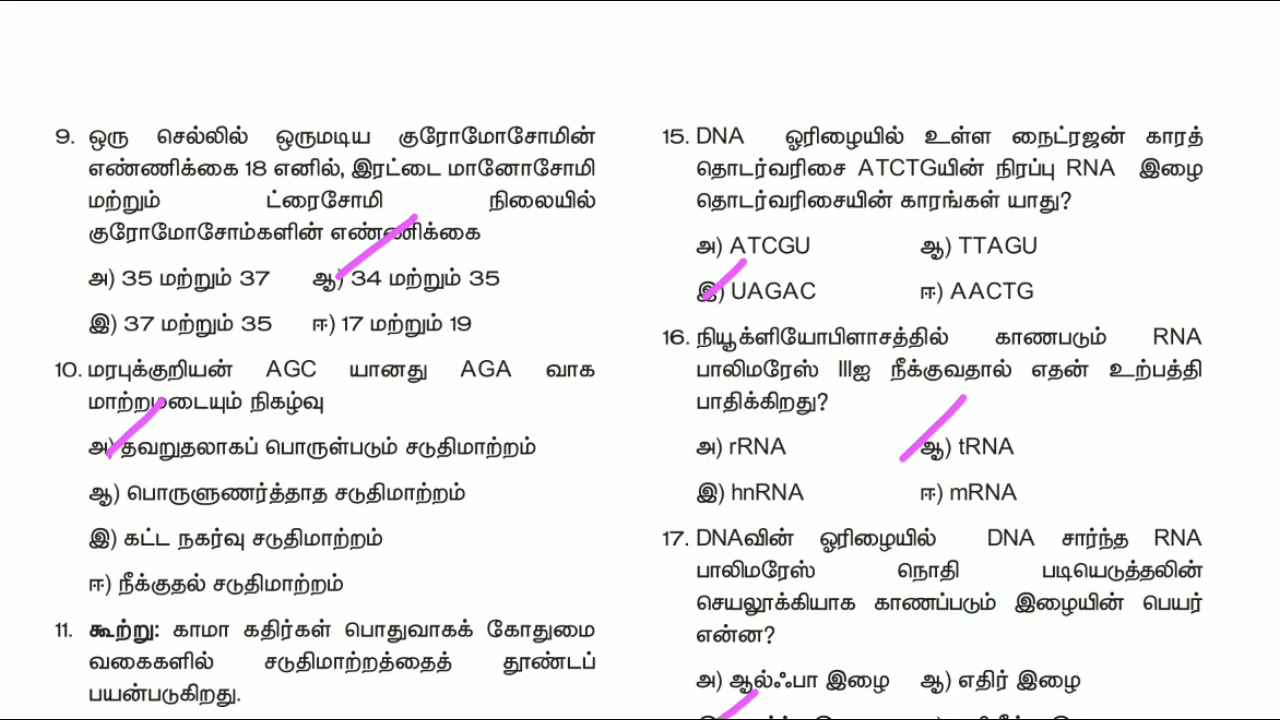 9. ஒரு செல்லில் ஒருமடிய குரோமோசோமின்
எண்ணிக்கை 18 எனில், இரட்டை மானோசோமி
மற்றும் ட்ரைசோமி நிலையில்
குரோமோசோம்களின் எண்ணிக்கை
அ) 35 மற்றும் 37 ஆ) 34 மற்றும் 35
இ) 37 மற்றும் 35 ஈ) 17 மற்றும் 19
10. மரபுக்குறியன் AGC யானது AGA வாக
மாற்றமடையும் நிகழ்வு
அ) தவறுதலாகப் பொருள்படும் சடுதிமாற்றம்
ஆ) பொருளுணர்த்தாத சடுதிமாற்றம்
இ) கட்ட நகர்வு சடுதிமாற்றம்
ஈ) நீக்குதல் சடுதிமாற்றம்
11. கூற்று: காமா கதிர்கள் பொதுவாகக் கோதுமை
வகைகளில் சடுதிமாற்றத்தைத் தூண்டப்
பயன்படுகிறது.
15. DNA ஓரிழையில் உள்ள நைட்ரஜன் காரத்
தொடர்வரிசை ATCTGயின் நிரப்பு RNA இழை
தொடர்வரிசையின் காரங்கள் யாது?
அ) ATCGU ஆ) TTAGU
இ) UAGAC ஈ) AACTG
16. நியூக்ளியோபிளாசத்தில் காணபடும் RNA
பாலிமரேஸ் IIIஐ நீக்குவதால் எதன் உற்பத்தி
பாதிக்கிறது?
அ) rRNA ஆ) tRNA
இ) hnRNA ஈ) mRNA
17. DNAவின் ஓரிழையில் DNA சார்ந்த RNA
பாலிமரேஸ் நொதி படியெடுத்தலின்
செயலூக்கியாக காணப்படும் இழையின் பெயர்
என்ன?
அ) ஆல்ஃபா இழை ஆ) எதிர் இழை